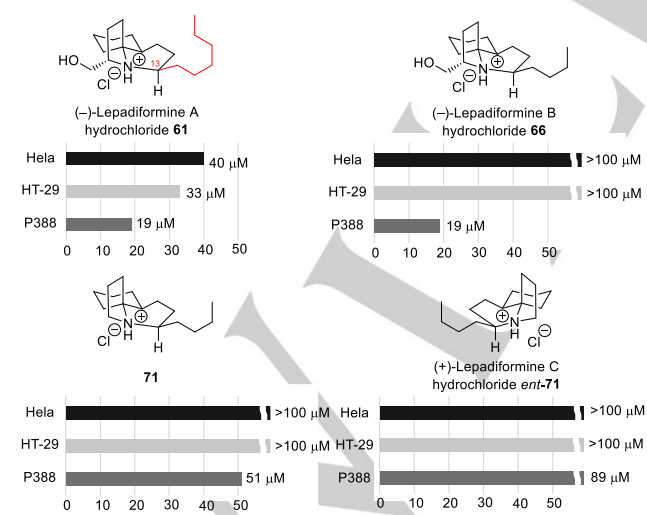 13
HO
N
H
Cl
H
(–)-Lepadiformine A
hydrochloride 61
Hela
40 μM
HT-29
33 μM
P388
19 μM
0 10 20 30 40 50
HO
N
H
Cl
H
(–)-Lepadiformine B
hydrochloride 66
Hela
>100 μM
HT-29
>100 μM
P388
19 μM
0 10 20 30 40 50
N
H
Cl
H
71
Hela
>100 μM
HT-29
>100 μM
P388
51 μM
0 10 20 30 40 50
N
H
Cl
H
(+)-Lepadiformine C
hydrochloride ent-71
Hela
>100 μM
HT-29
>100 μM
P388
89 μM
0 10 20 30 40 50